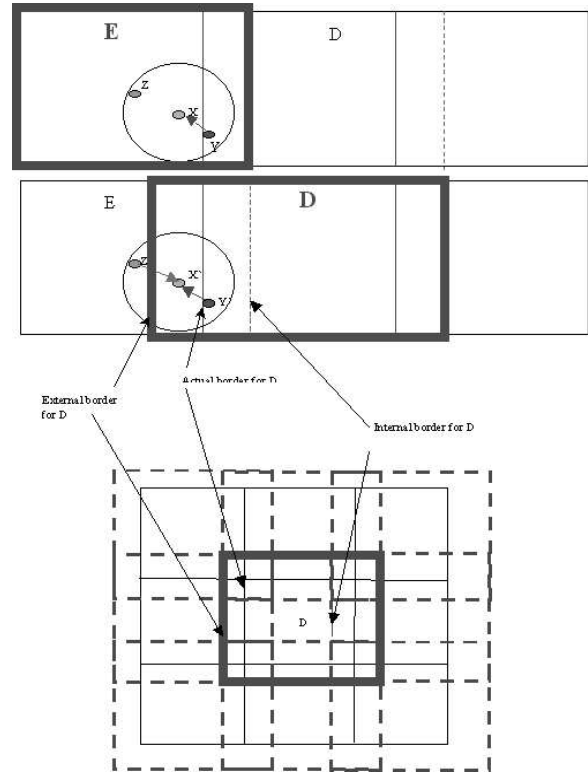 E
D
Z
X
Y
E
D
Z
X`
Y`
Actual border for D
External border
for D
Internal border for D
D